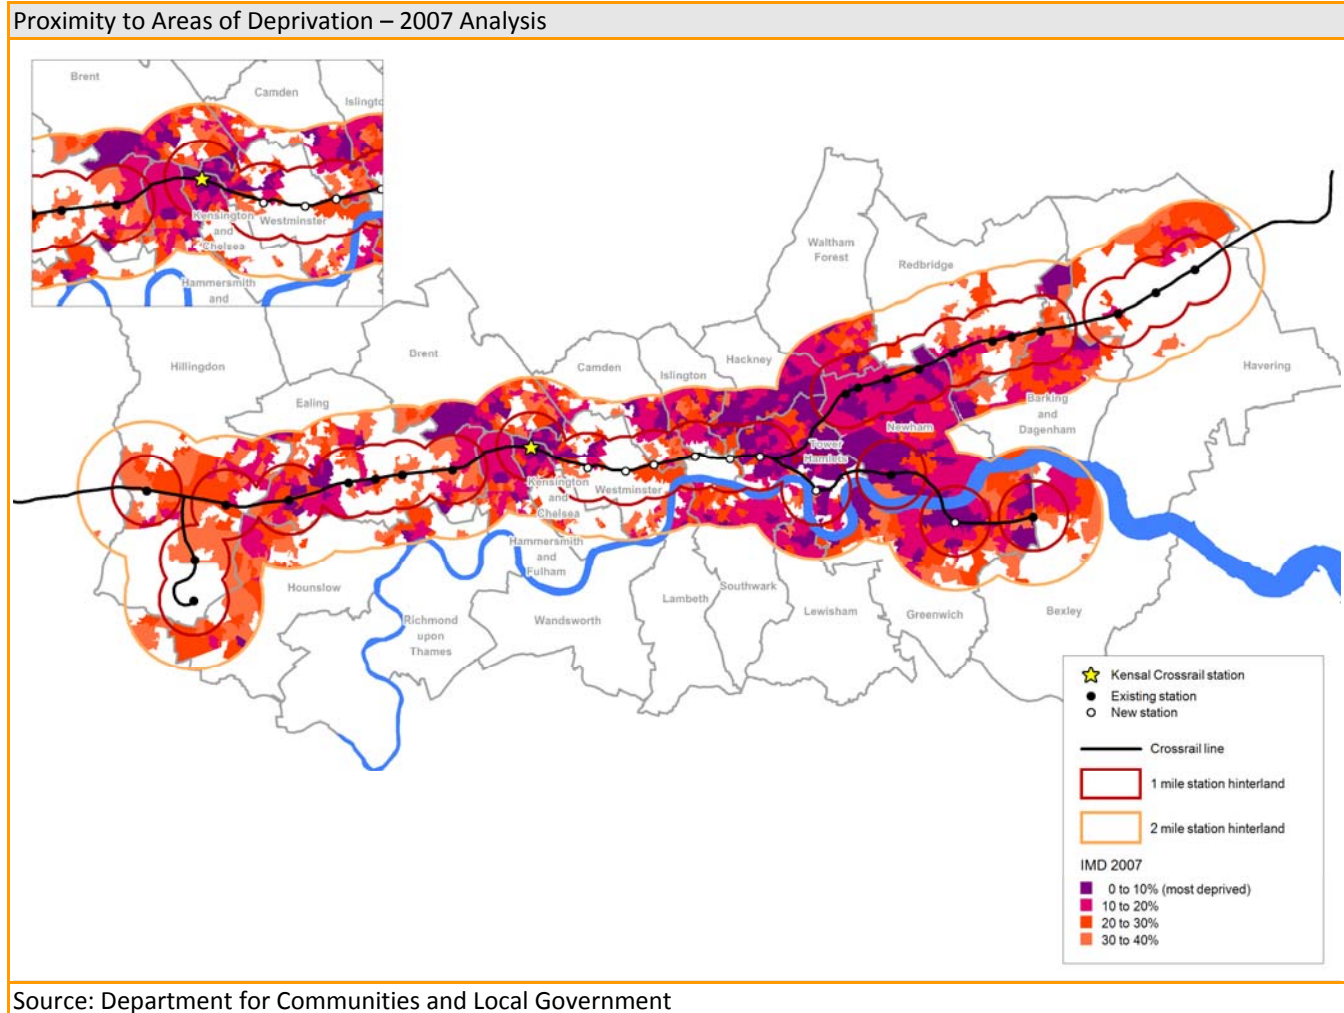 Proximity to Areas of Deprivation – 2007 Analysis
Brent
Camden
Islingto
Kensington
and
Chelsea
Westminster
Hammersmith
and
Waltham
Forest
Redbridge
Hillingdon
Brent
Camden
Hackney
Islington
Havering
Ealing
Barking
and
Dagenham
Newham
Tower
Hamlets
Kensington
and
Chelsea
Westminster
Hammersmith
and
Fulham
Hounslow
Richmond
upon
Thames
Wandsworth
Lambeth
Southwark
Lewisham
Greenwich
Bexley
Kensal Crossrail station
Existing station
New station
Crossrail line
1 mile station hinterland
2 mile station hinterland
IMD 2007
0 to 10% (most deprived)
10 to 20%
20 to 30%
30 to 40%
Source: Department for Communities and Local Government